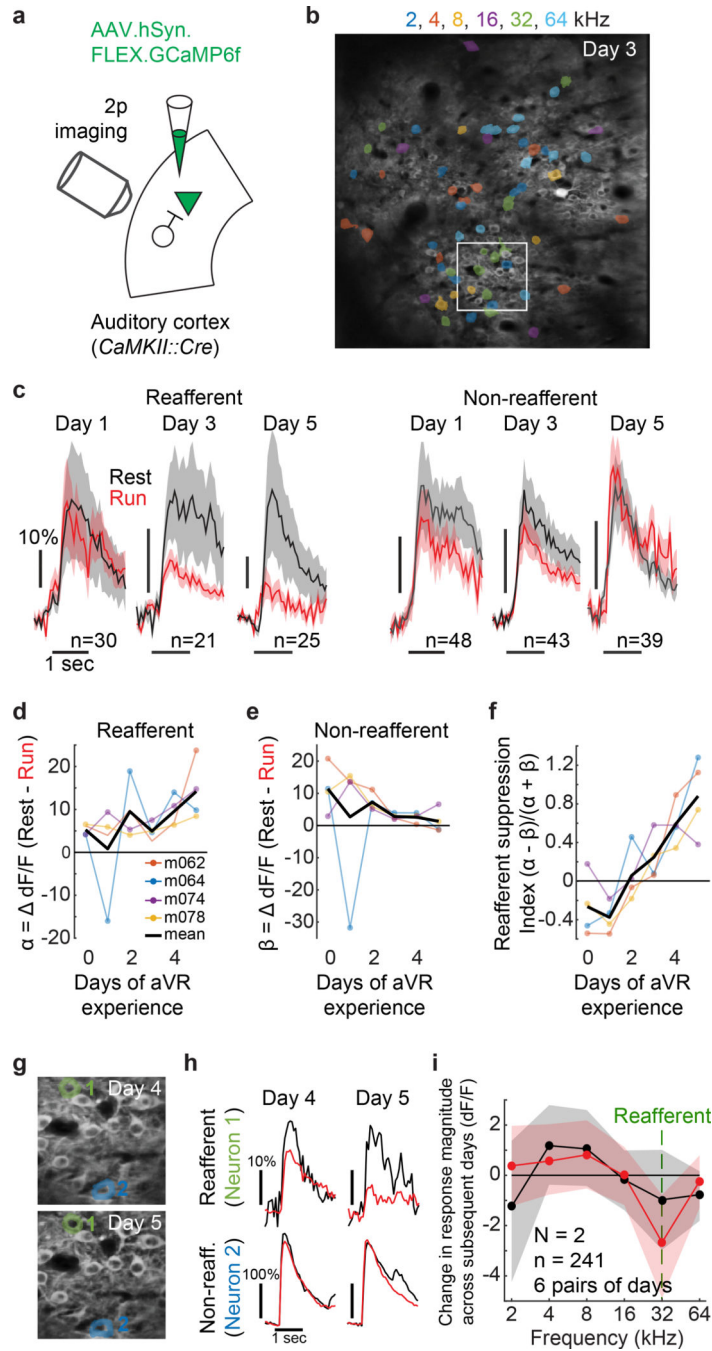 a
AAV.hSyn.
FLEX.GCaMP6f
2p
imaging
Auditory cortex
(CaMKII::Cre)
b
2, 4, 8, 16, 32, 64 kHz
Day 3
c
Reafferent
Non-reafferent
Day 1
Day 3
Day 5
Day 1
Day 3
Day 5
Rest
Run
10%
n=30
n=21
n=25
n=48
n=43
n=39
1 sec
d
Reafferent
α = Δ dF/F (Rest - Run)
20
10
0
-10
-20
m062
m064
m074
m078
mean
0
2
4
Days of aVR
experience
e
Non-reafferent
β = Δ dF/F (Rest - Run)
20
10
0
-10
-20
-30
0
2
4
Days of aVR
experience
f
Reafferent suppression
Index (α - β)/(α + β)
1.2
0.8
0.4
0
-0.4
0
2
4
Days of aVR
experience
g
1
Day 4
2
1
Day 5
2
h
Day 4
Day 5
Reafferent
(Neuron 1)
10%
Non-reaff.
(Neuron 2)
100%
1 sec
i
Change in response magnitude
across subsequent days (dF/F)
Reafferent
4
2
0
-2
-4
N = 2
n = 241
6 pairs of days
2
4
8
16
32
64
Frequency (kHz)